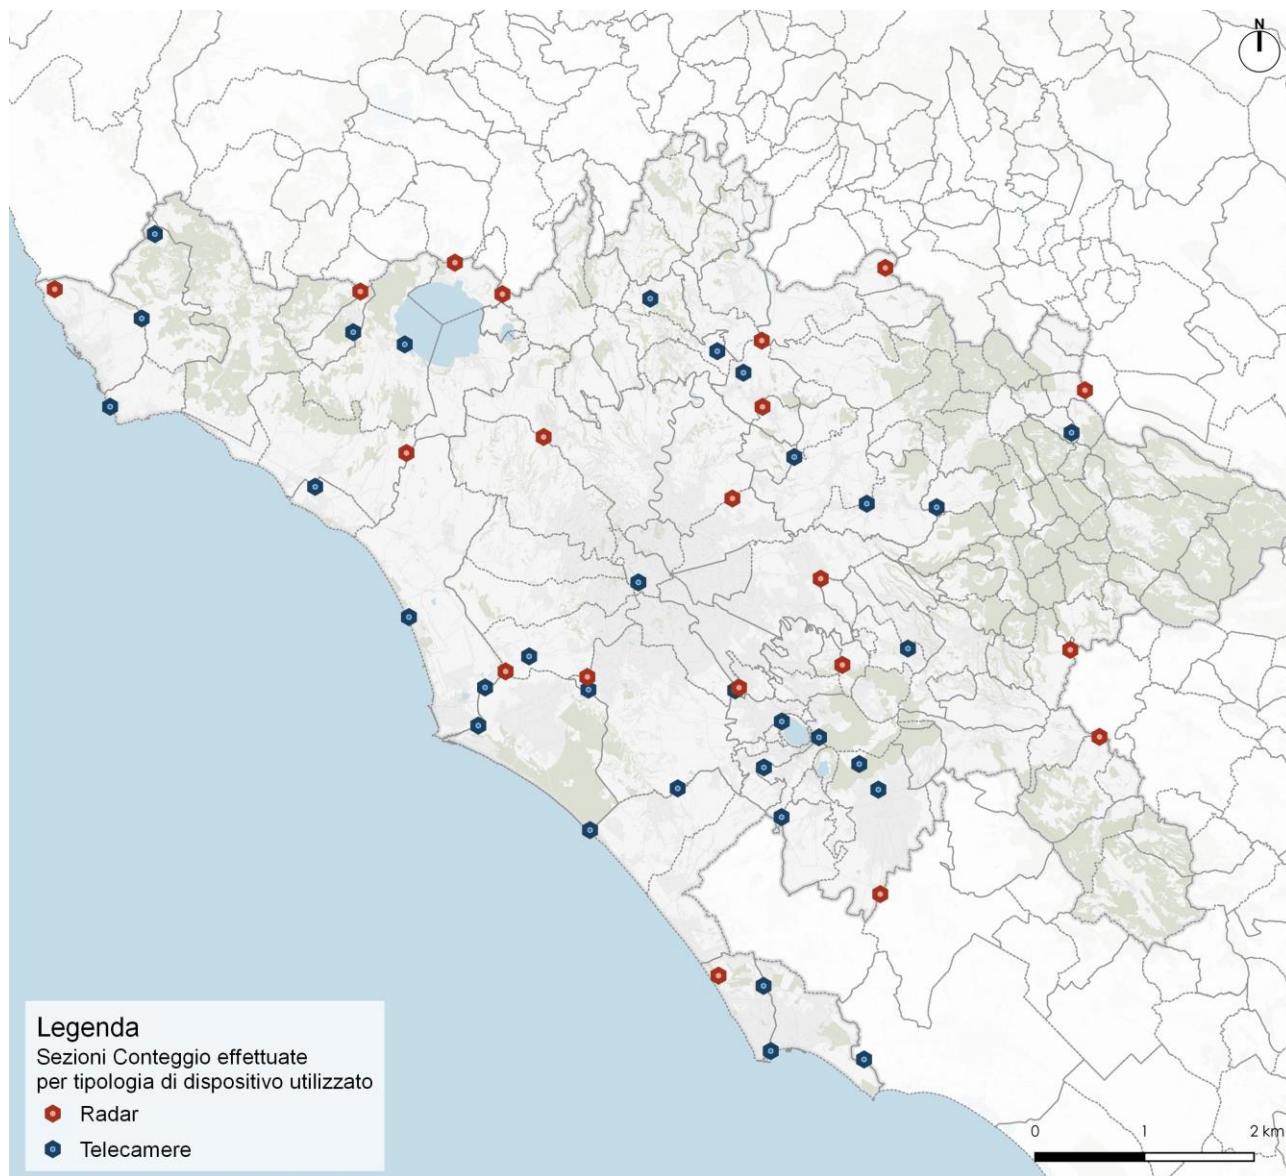 N
Legenda
Sezioni Conteggio effettuate
per tipologia di dispositivo utilizzato
Radar
Telecamere
0 1 2 km